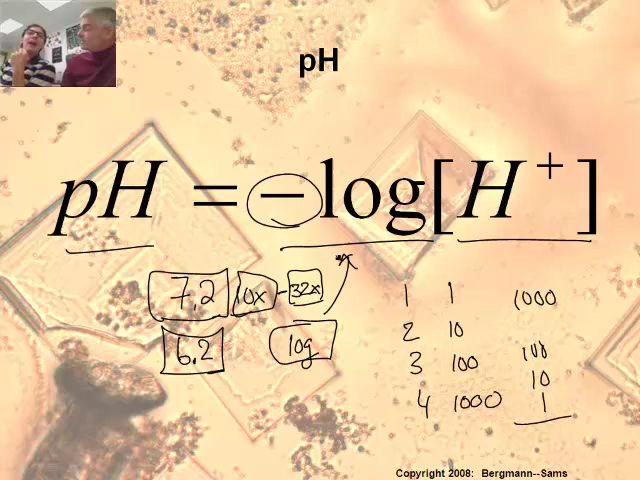 pH
pH = −log[H⁺]
7.2 10x - 32x
6.2 log
1 1 1000
2 10 100
3 100 10
4 1000 1
Copyright 2008: Bergmann--Sams